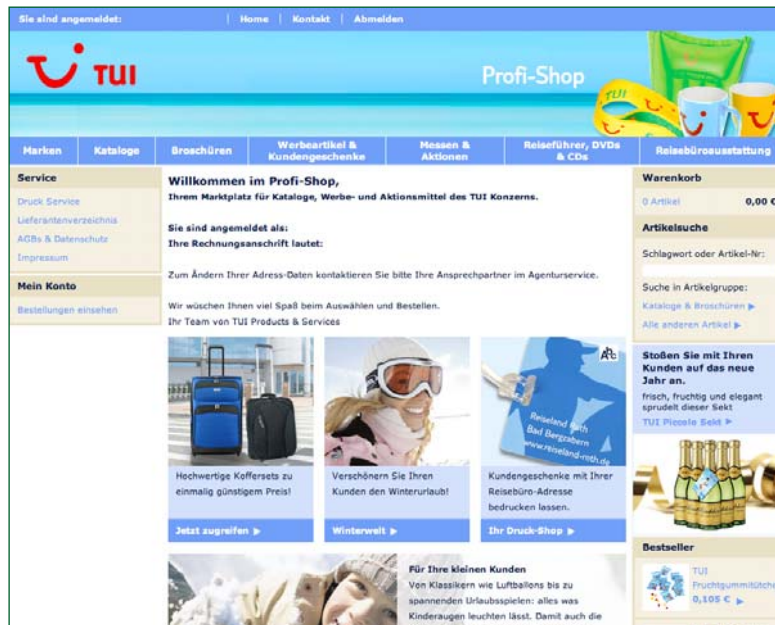 Sie sind angemeldet:
Home
Kontakt
Abmelden
TUI
Profi-Shop
TUI
Marken
Kataloge
Broschüren
Werbeartikel &
Kundengeschenke
Messen &
Aktionen
Reiseführer, DVDs
& CDs
Reisebüroausstattung
Service
Druck Service
Lieferantenverzeichnis
AGBs & Datenschutz
Impressum
Mein Konto
Bestellungen einsehen
Willkommen im Profi-Shop,
Ihrem Marktplatz für Kataloge, Werbe- und Aktionsmittel des TUI Konzerns.
Sie sind angemeldet als:
Ihre Rechnungsanschrift lautet:
Zum Ändern Ihrer Adress-Daten kontaktieren Sie bitte Ihre Ansprechpartner im Agenturservice.
Wir wüschen Ihnen viel Spaß beim Auswählen und Bestellen.
Ihr Team von TUI Products & Services
Hochwertige Koffersets zu
einmalig günstigem Preis!
Jetzt zugreifen
Verschönern Sie Ihren
Kunden den Winterurlaub!
Winterwelt
Reiseland Roth
Bad Bergzabern
www.reiseland-roth.de
Kundengeschenke mit Ihrer
Reisebüro-Adresse
bedrucken lassen.
Ihr Druck-Shop
Für Ihre kleinen Kunden
Von Klassikern wie Luftballons bis zu
spannenden Urlaubsspielen: alles was
Kinderaugen leuchten lässt. Damit auch die
Warenkorb
0 Artikel 0,00 €
Artikelsuche
Schlagwort oder Artikel-Nr:
Suche in Artikelgruppe:
Kataloge & Broschüren
Alle anderen Artikel
Stoßen Sie mit Ihren
Kunden auf das neue
Jahr an.
frisch, fruchtig und elegant
sprudelt dieser Sekt
TUI Piccolo Sekt
Bestseller
TUI
Fruchtgummitütche
0,105 €